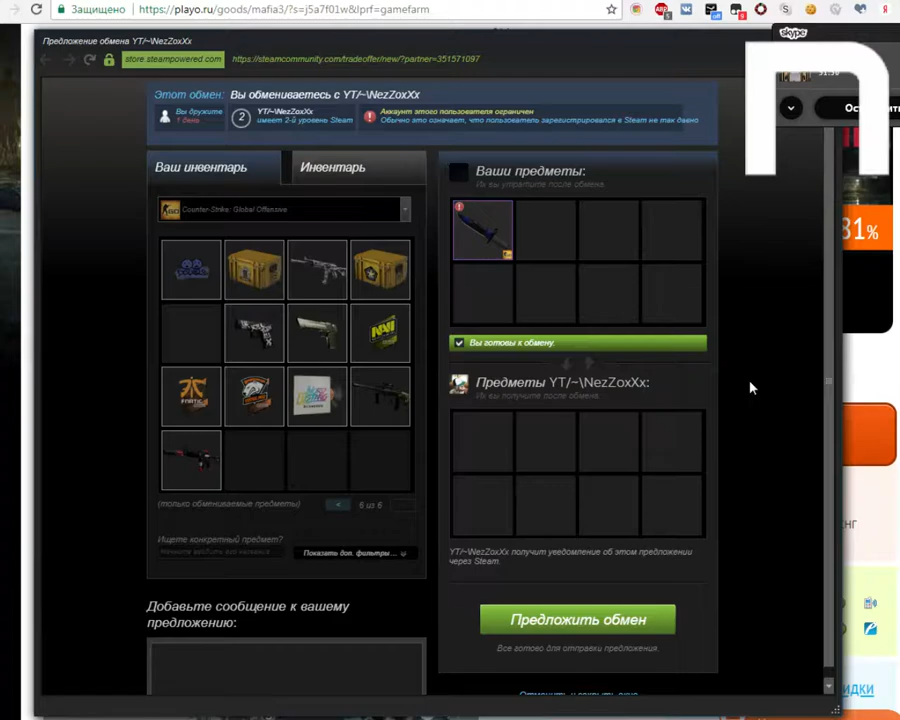 Защищено
https://playo.ru/goods/mafia3/?s=j5a7f01w&lprf=gamefarm
Предложение обмена YT/~\NezZoxXx
store.steampowered.com
https://steamcommunity.com/tradeoffer/new/?partner=351571097
Этот обмен:
Вы обмениваетесь с YT/~\NezZoxXx
Вы дружите
1 день
2
YT/~\NezZoxXx
имеет 2-й уровень Steam
Аккаунт этого пользователя ограничен
Обычно это означает, что пользователь зарегистрировался в Steam не так давно
Ваш инвентарь
Инвентарь
Counter-Strike: Global Offensive
(только обмениваемые предметы)
<
6 из 6
Ищете конкретный предмет?
Показать доп. фильтры ...
Добавьте сообщение к вашему
предложению:
Ваши предметы:
Их вы утратите после обмена.
Вы готовы к обмену.
Предметы YT/~\NezZoxXx:
Их вы получите после обмена.
YT/~\NezZoxXx получит уведомление об этом предложении
через Steam.
Предложить обмен
Все готово для отправки предложения.
skype
81%